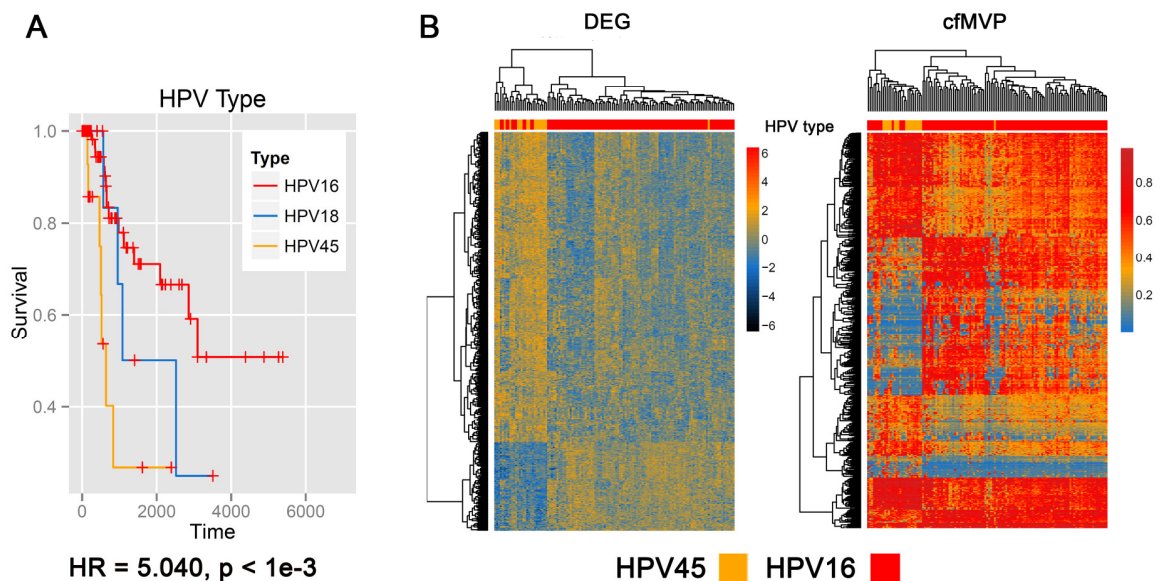 A
HPV Type
Survival
1.0
0.8
0.6
0.4
Type
HPV16
HPV18
HPV45
0
2000
4000
6000
Time
HR = 5.040, p < 1e-3
B
DEG
cfMVP
HPV type
6
4
2
0
−2
−4
−6
0.8
0.6
0.4
0.2
HPV45
HPV16